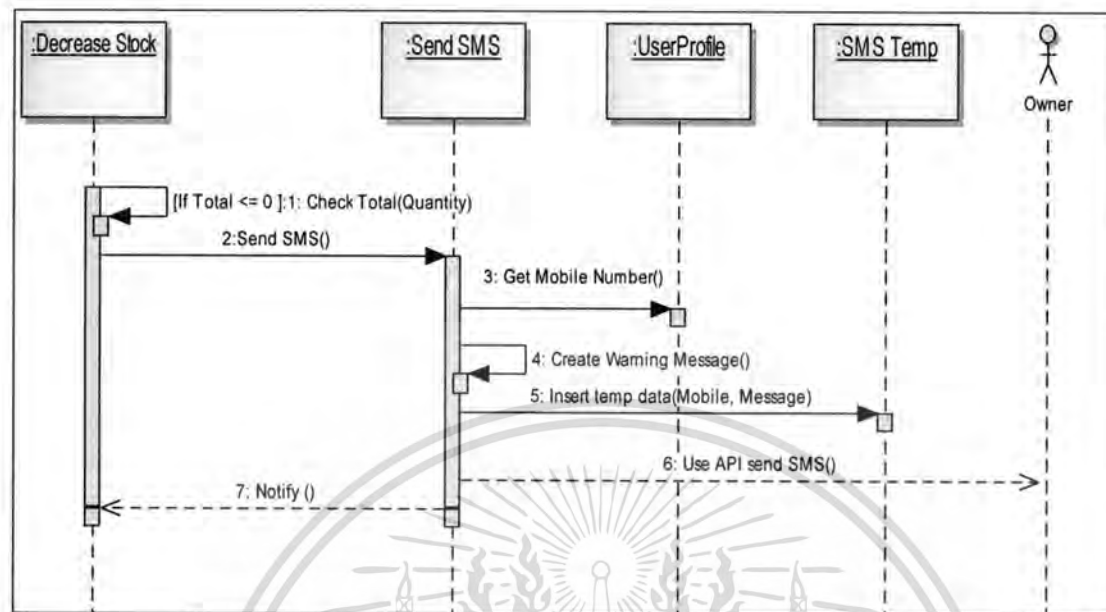 :Decrease Stock
:Send SMS
:UserProfile
:SMS Temp
Owner
[If Total <= 0 ]:1: Check Total(Quantity)
2:Send SMS()
3: Get Mobile Number()
4: Create Warning Message()
5: Insert temp data(Mobile, Message)
6: Use API send SMS()
7: Notify ()